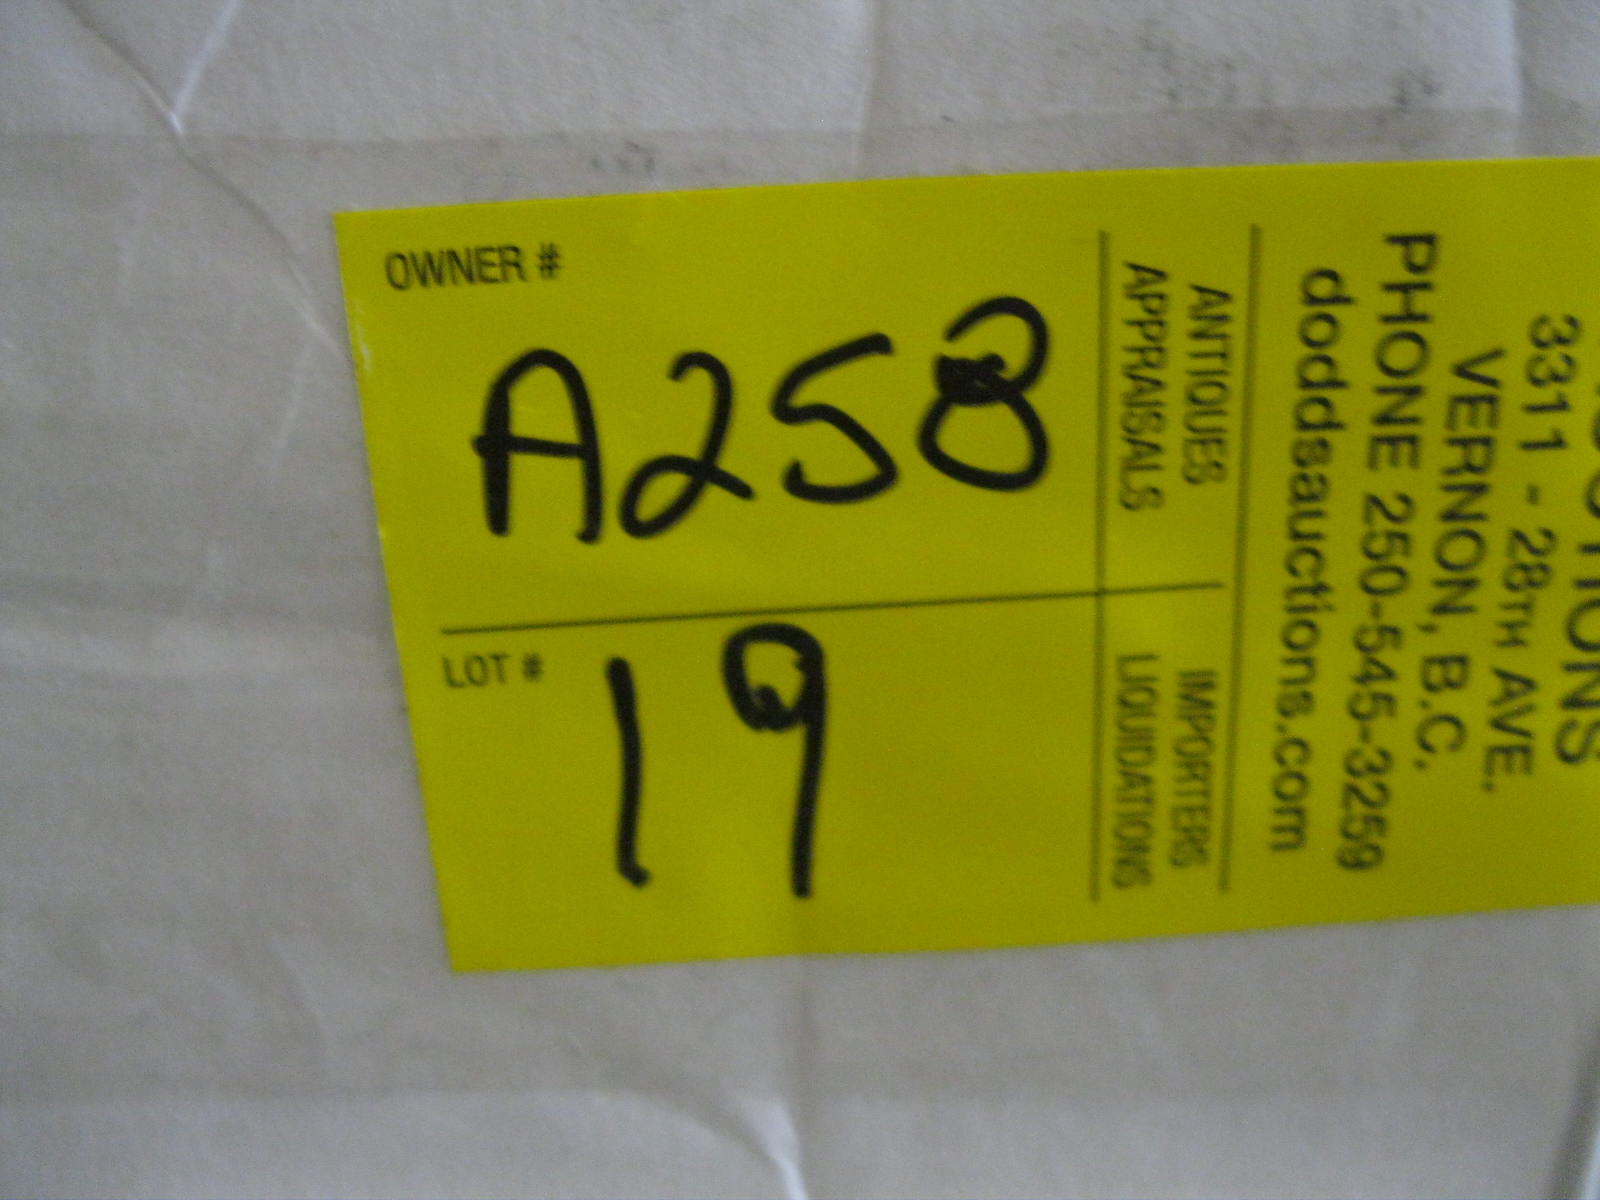 OWNER #
A258
LOT #
19
3311 - 28TH AVE.
VERNON, B.C.
PHONE 250-545-3259
doddsauctions.com
ANTIQUES
APPRAISALS
IMPORTERS
LIQUIDATIONS